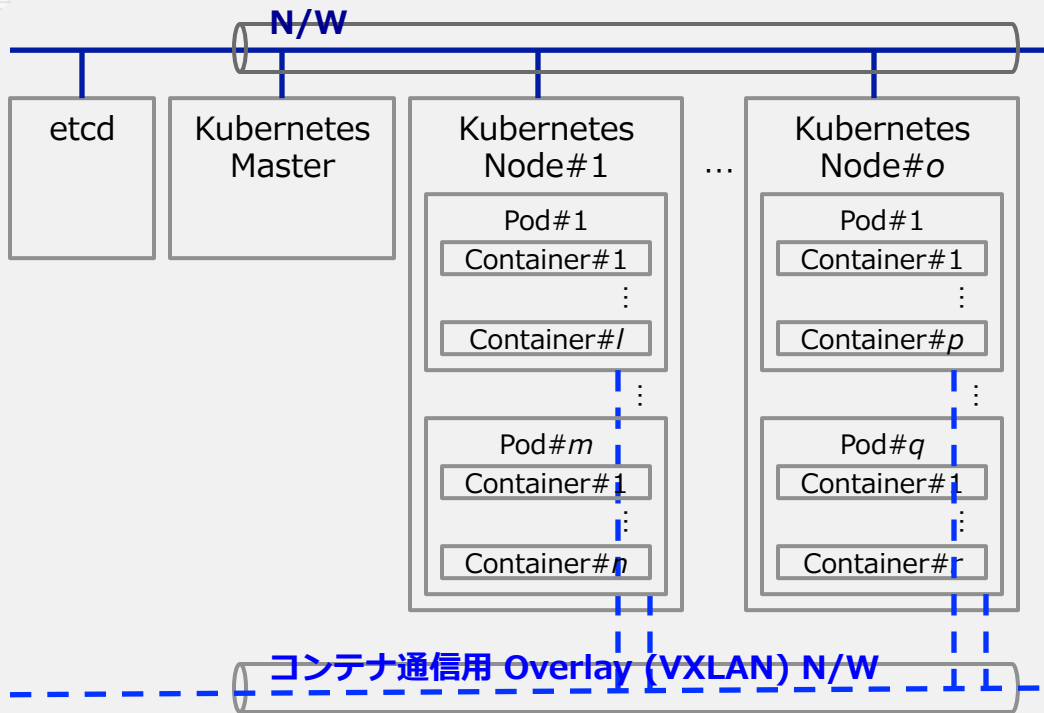 N/W
etcd
Kubernetes
Master
Kubernetes
Node#1
Pod#1
Container#1
⋮
Container#l
⋮
Pod#m
Container#1
⋮
Container#n
…
Kubernetes
Node#o
Pod#1
Container#1
⋮
Container#p
⋮
Pod#q
Container#1
⋮
Container#r
コンテナ通信用 Overlay (VXLAN) N/W